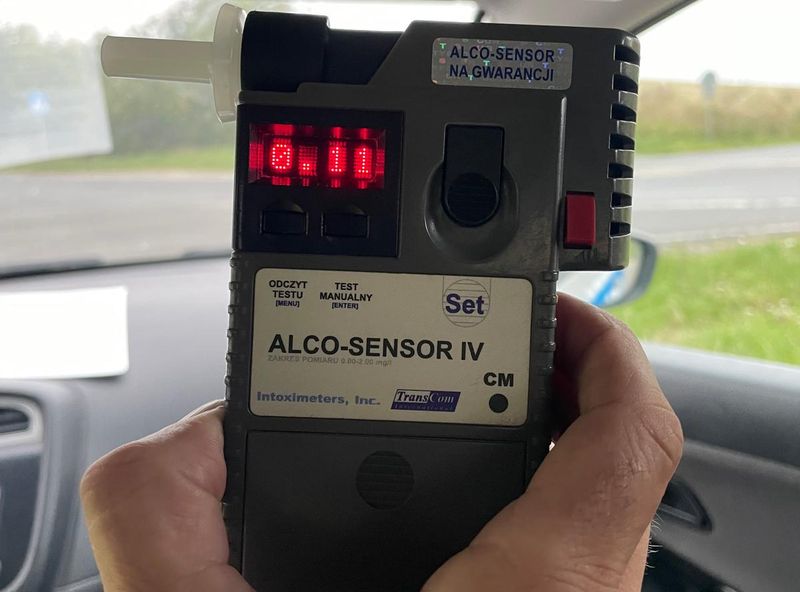 ALCO-SENSOR
NA GWARANCJI
0.11
ODCZYT
TESTU
[MENU]
TEST
MANUALNY
[ENTER]
Set
ALCO-SENSOR IV
ZAKRES POMIARU 0.00-2.00 mg/l
CM
Intoximeters, Inc.
TransCom
International